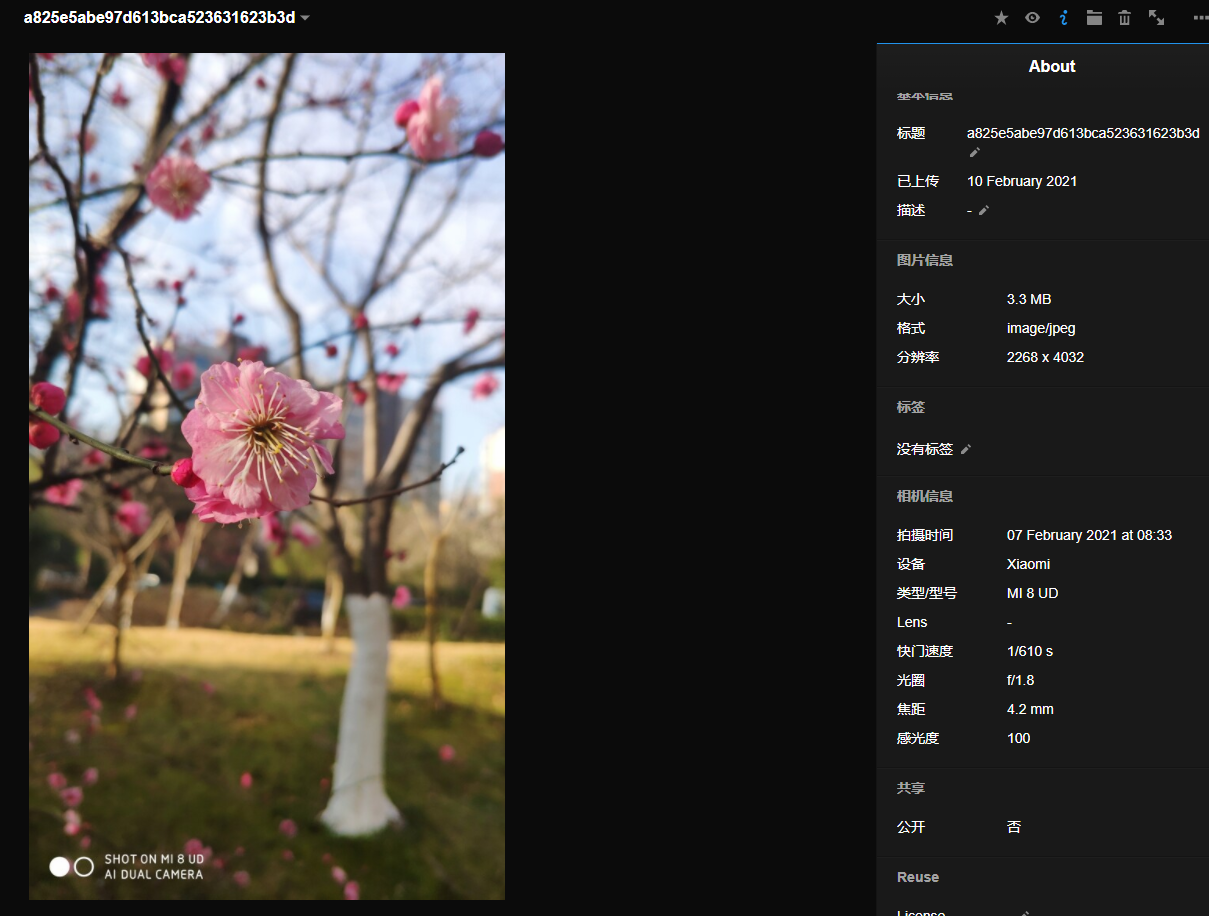 a825e5abe97d613bca523631623b3d
About
基本信息
标题 a825e5abe97d613bca523631623b3d
已上传 10 February 2021
描述 -
图片信息
大小 3.3 MB
格式 image/jpeg
分辨率 2268 x 4032
标签
没有标签
相机信息
拍摄时间 07 February 2021 at 08:33
设备 Xiaomi
类型/型号 MI 8 UD
Lens -
快门速度 1/610 s
光圈 f/1.8
焦距 4.2 mm
感光度 100
共享
公开 否
Reuse
License
SHOT ON MI 8 UD
AI DUAL CAMERA